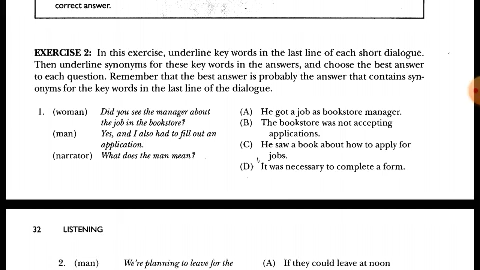 correct answer.
EXERCISE 2: In this exercise, underline key words in the last line of each short dialogue.
Then underline synonyms for these key words in the answers, and choose the best answer
to each question. Remember that the best answer is probably the answer that contains syn-
onyms for the key words in the last line of the dialogue.
1. (woman) Did you see the manager about
the job in the bookstore?
(man) Yes, and I also had to fill out an
application.
(narrator) What does the man mean?
(A) He got a job as bookstore manager.
(B) The bookstore was not accepting
applications.
(C) He saw a book about how to apply for
jobs.
(D) It was necessary to complete a form.
32 LISTENING
2. (man) We're planning to leave for the
(A) If they could leave at noon